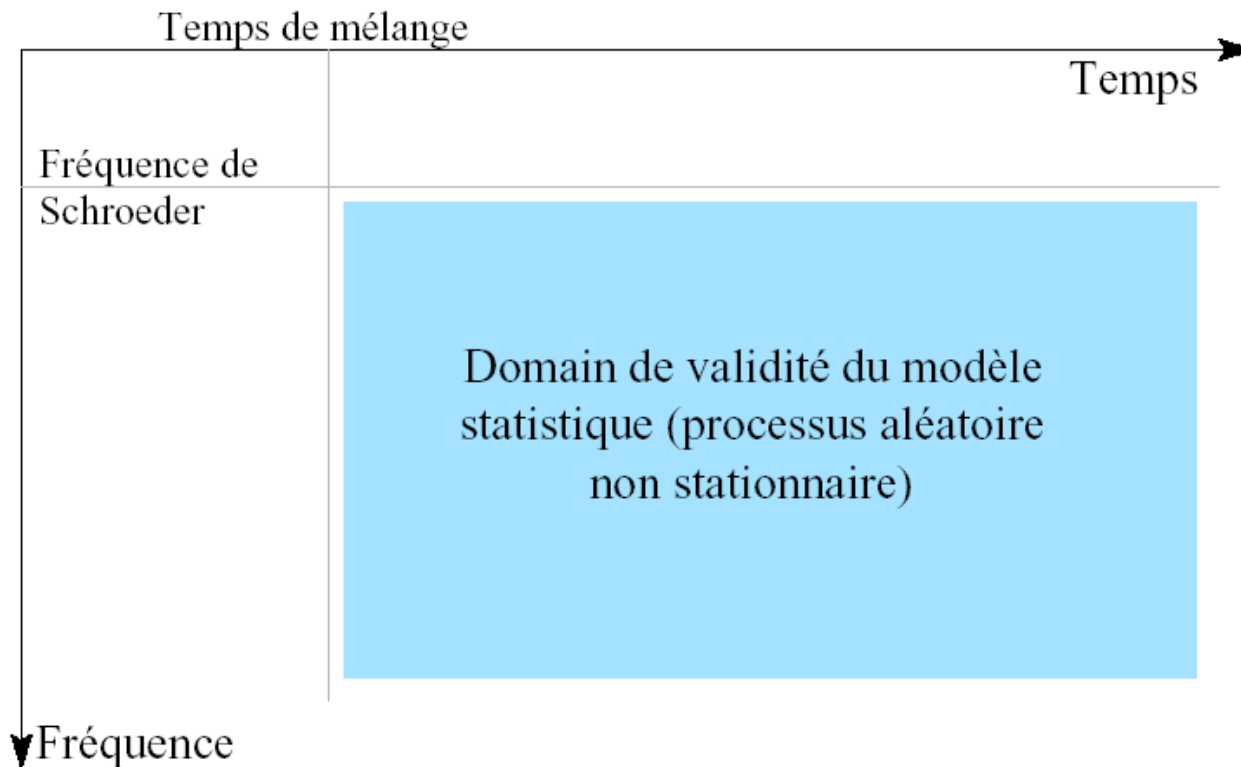 Temps de mélange
Temps
Fréquence de
Schroeder
Domain de validité du modèle
statistique (processus aléatoire
non stationnaire)
Fréquence